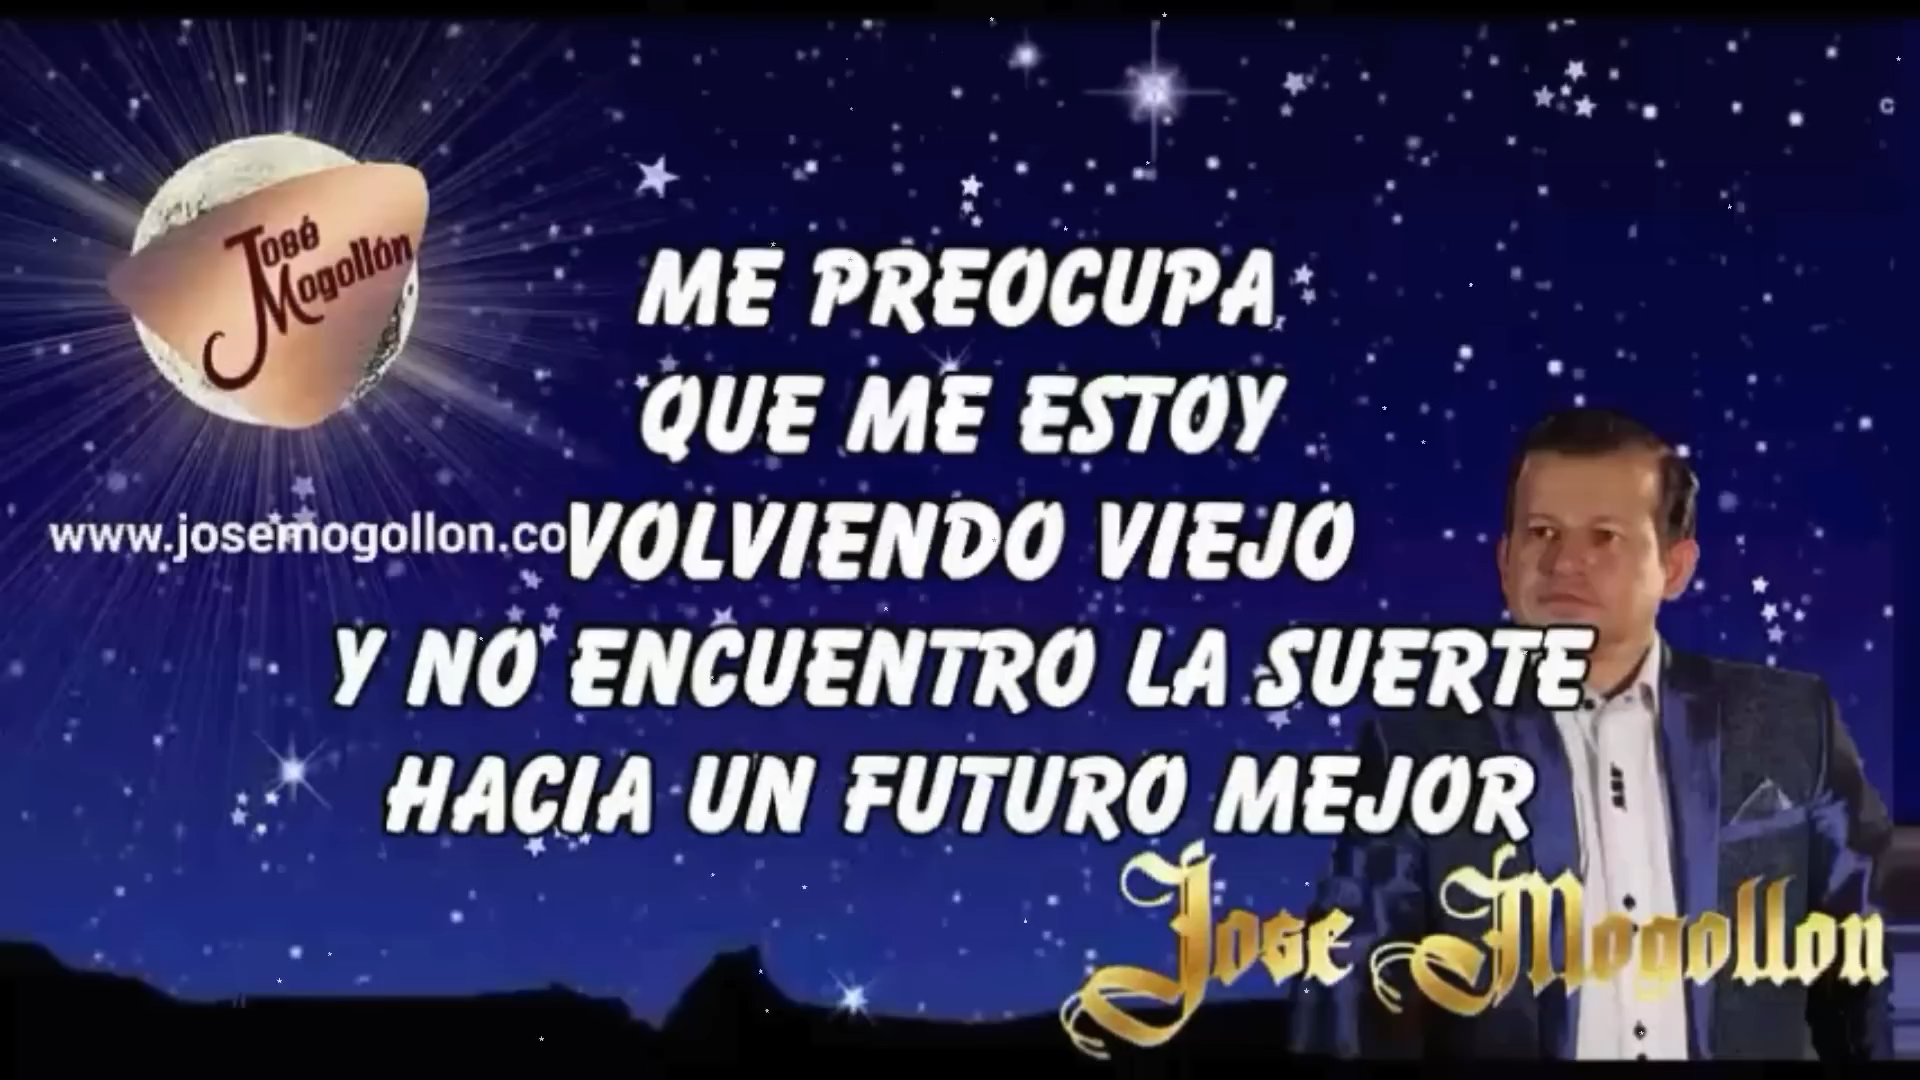 José
Mogollón
ME PREOCUPA
QUE ME ESTOY
www.josemogollon.co
VOLVIENDO VIEJO
Y NO ENCUENTRO LA SUERTE
HACIA UN FUTURO MEJOR
Jose Mogollon